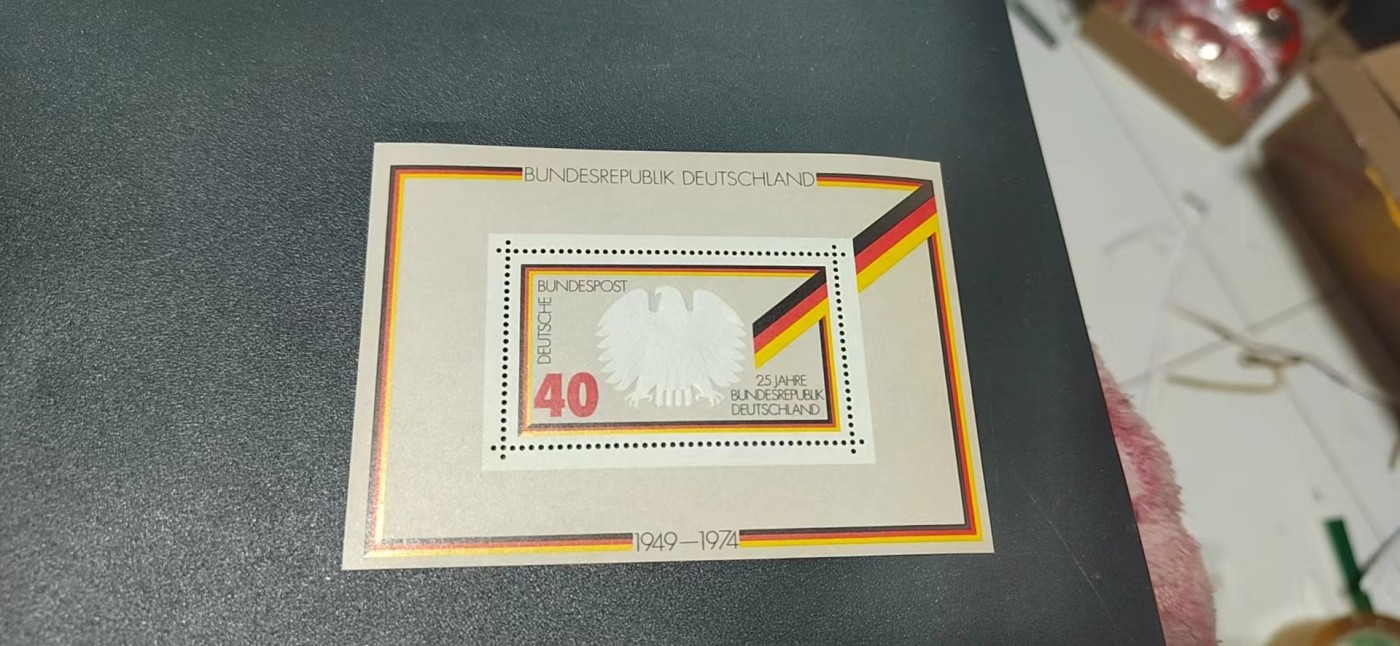 BUNDESREPUBLIK DEUTSCHLAND
BUNDESPOST
DEUTSCHE
40
25 JAHRE
BUNDESREPUBLIK
DEUTSCHLAND
1949—1974